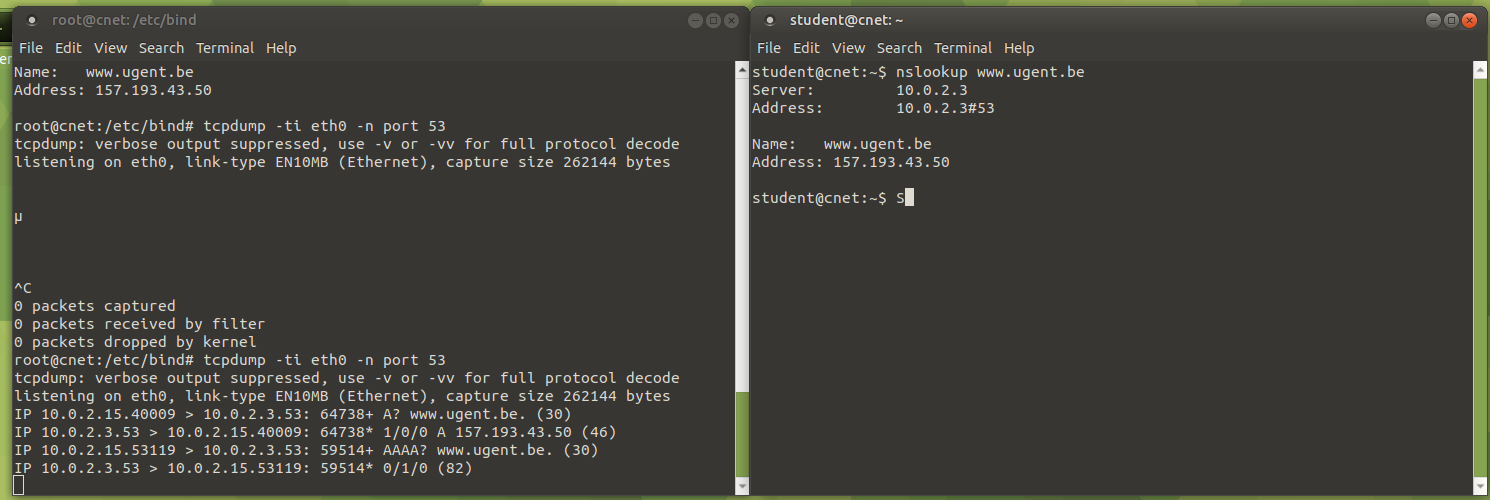 root@cnet: /etc/bind
File Edit View Search Terminal Help
Name:   www.ugent.be
Address: 157.193.43.50
root@cnet:/etc/bind# tcpdump -ti eth0 -n port 53
tcpdump: verbose output suppressed, use -v or -vv for full protocol decode
listening on eth0, link-type EN10MB (Ethernet), capture size 262144 bytes
µ
^C
0 packets captured
0 packets received by filter
0 packets dropped by kernel
root@cnet:/etc/bind# tcpdump -ti eth0 -n port 53
tcpdump: verbose output suppressed, use -v or -vv for full protocol decode
listening on eth0, link-type EN10MB (Ethernet), capture size 262144 bytes
IP 10.0.2.15.40009 > 10.0.2.3.53: 64738+ A? www.ugent.be. (30)
IP 10.0.2.3.53 > 10.0.2.15.40009: 64738* 1/0/0 A 157.193.43.50 (46)
IP 10.0.2.15.53119 > 10.0.2.3.53: 59514+ AAAA? www.ugent.be. (30)
IP 10.0.2.3.53 > 10.0.2.15.53119: 59514* 0/1/0 (82)
student@cnet: ~
File Edit View Search Terminal Help
student@cnet:~$ nslookup www.ugent.be
Server:         10.0.2.3
Address:        10.0.2.3#53
Name:   www.ugent.be
Address: 157.193.43.50
student@cnet:~$ S